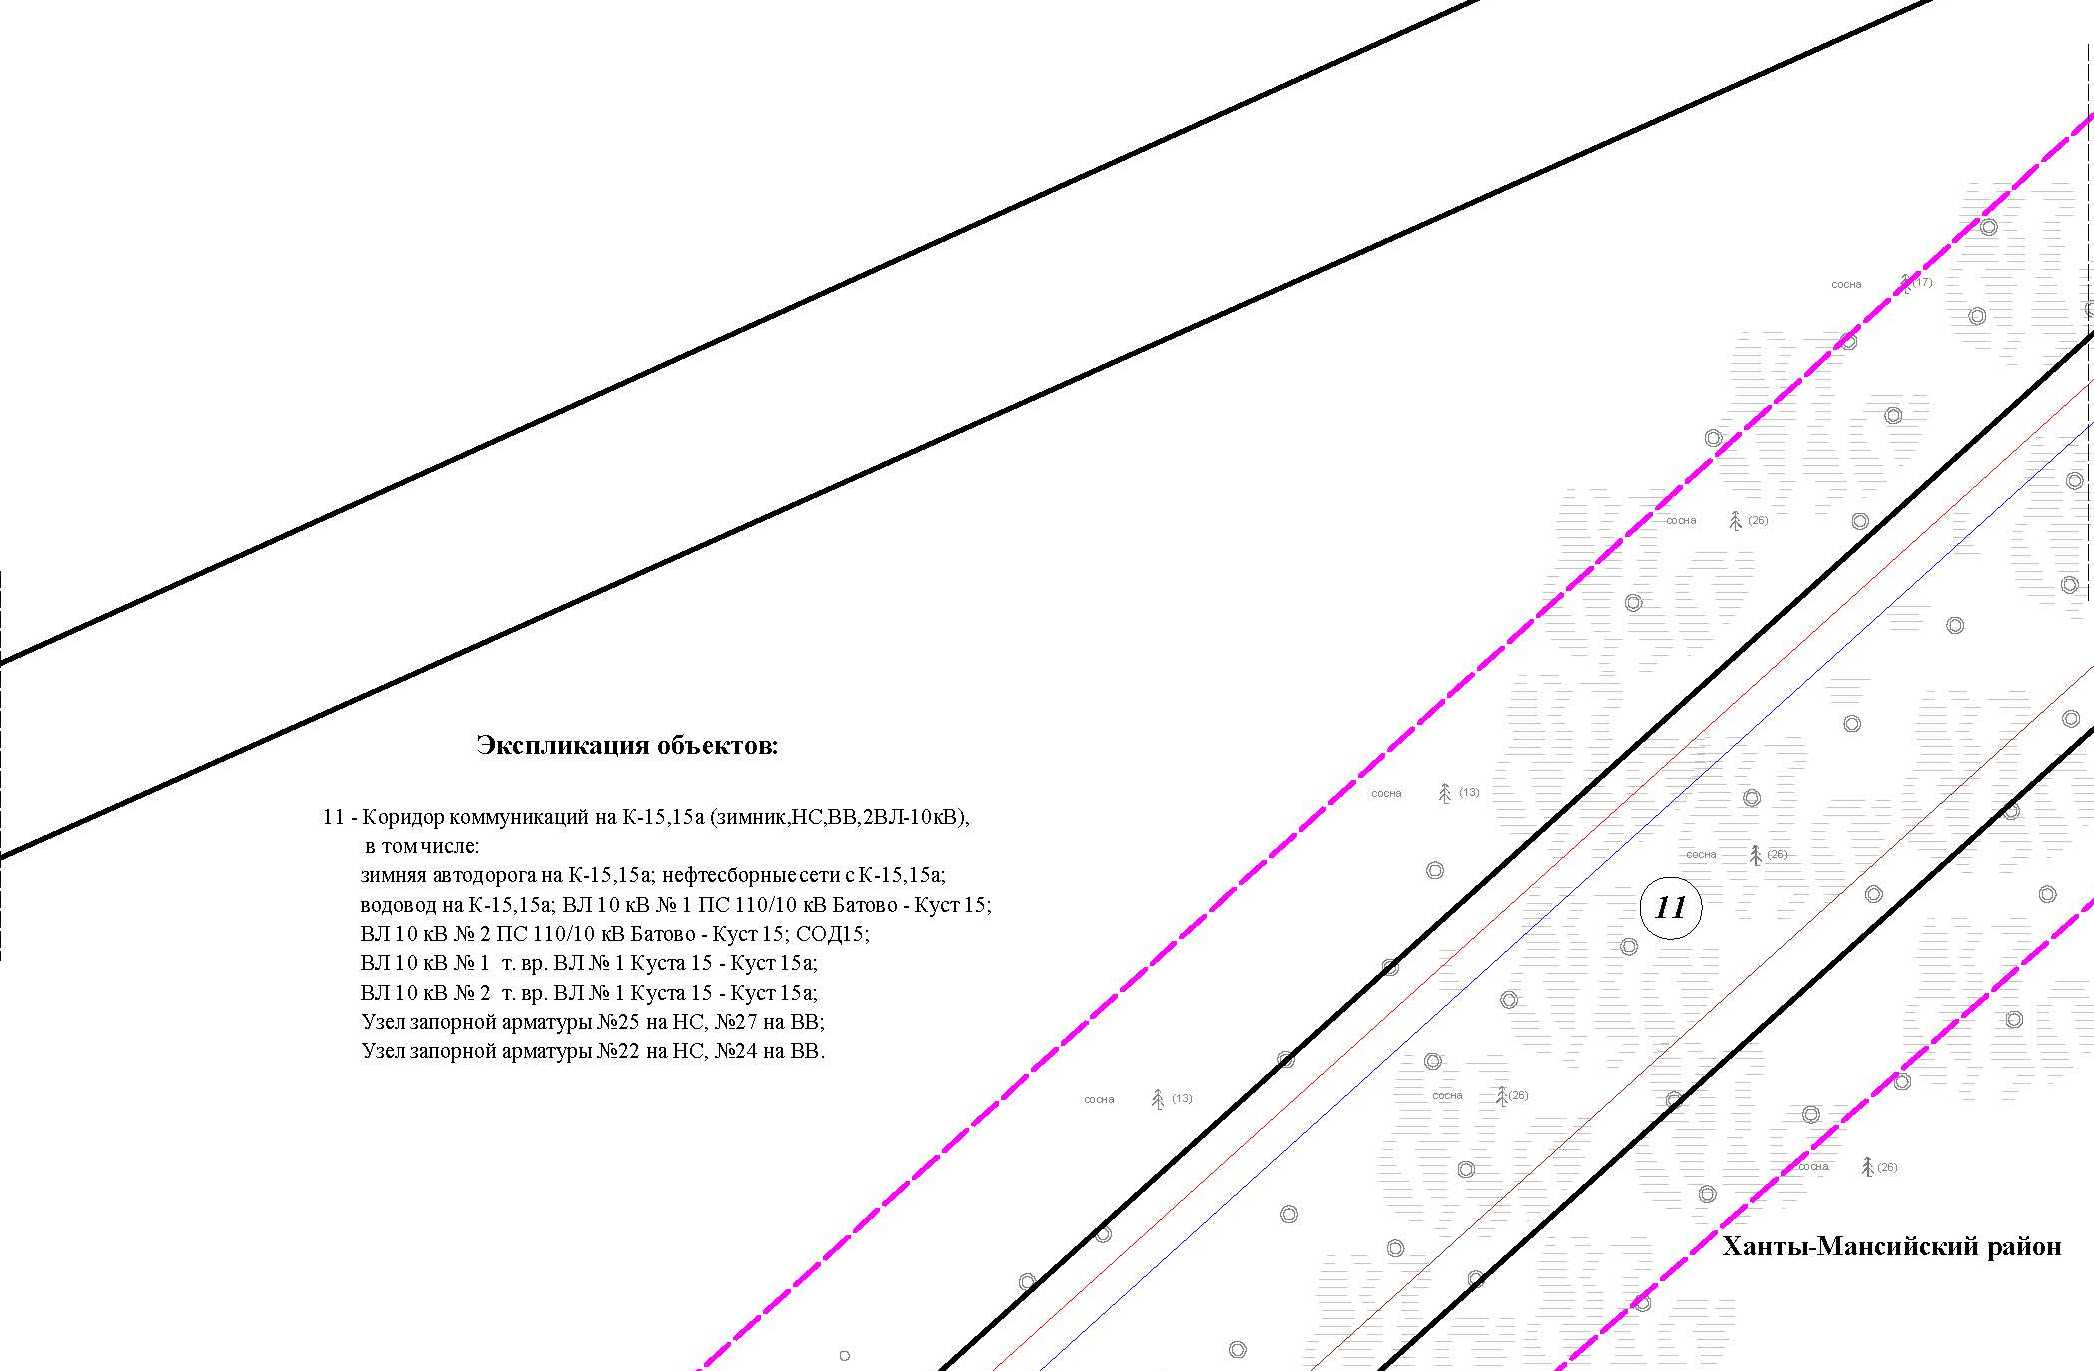 сосна (17)
сосна (26)
Экспликация объектов:
сосна (13)
11 - Коридор коммуникаций на К-15,15а (зимник,НС,ВВ,2ВЛ-10кВ),
в том числе:
сосна (26)
зимняя автодорога на К-15,15а; нефтесборные сети с К-15,15а;
водовод на К-15,15а; ВЛ 10 кВ № 1 ПС 110/10 кВ Батово - Куст 15;
11
ВЛ 10 кВ № 2 ПС 110/10 кВ Батово - Куст 15; СОД15;
ВЛ 10 кВ № 1 т. вр. ВЛ № 1 Куста 15 - Куст 15а;
ВЛ 10 кВ № 2 т. вр. ВЛ № 1 Куста 15 - Куст 15а;
Узел запорной арматуры №25 на НС, №27 на ВВ;
Узел запорной арматуры №22 на НС, №24 на ВВ.
сосна (13)
сосна (26)
сосна (26)
Ханты-Мансийский район